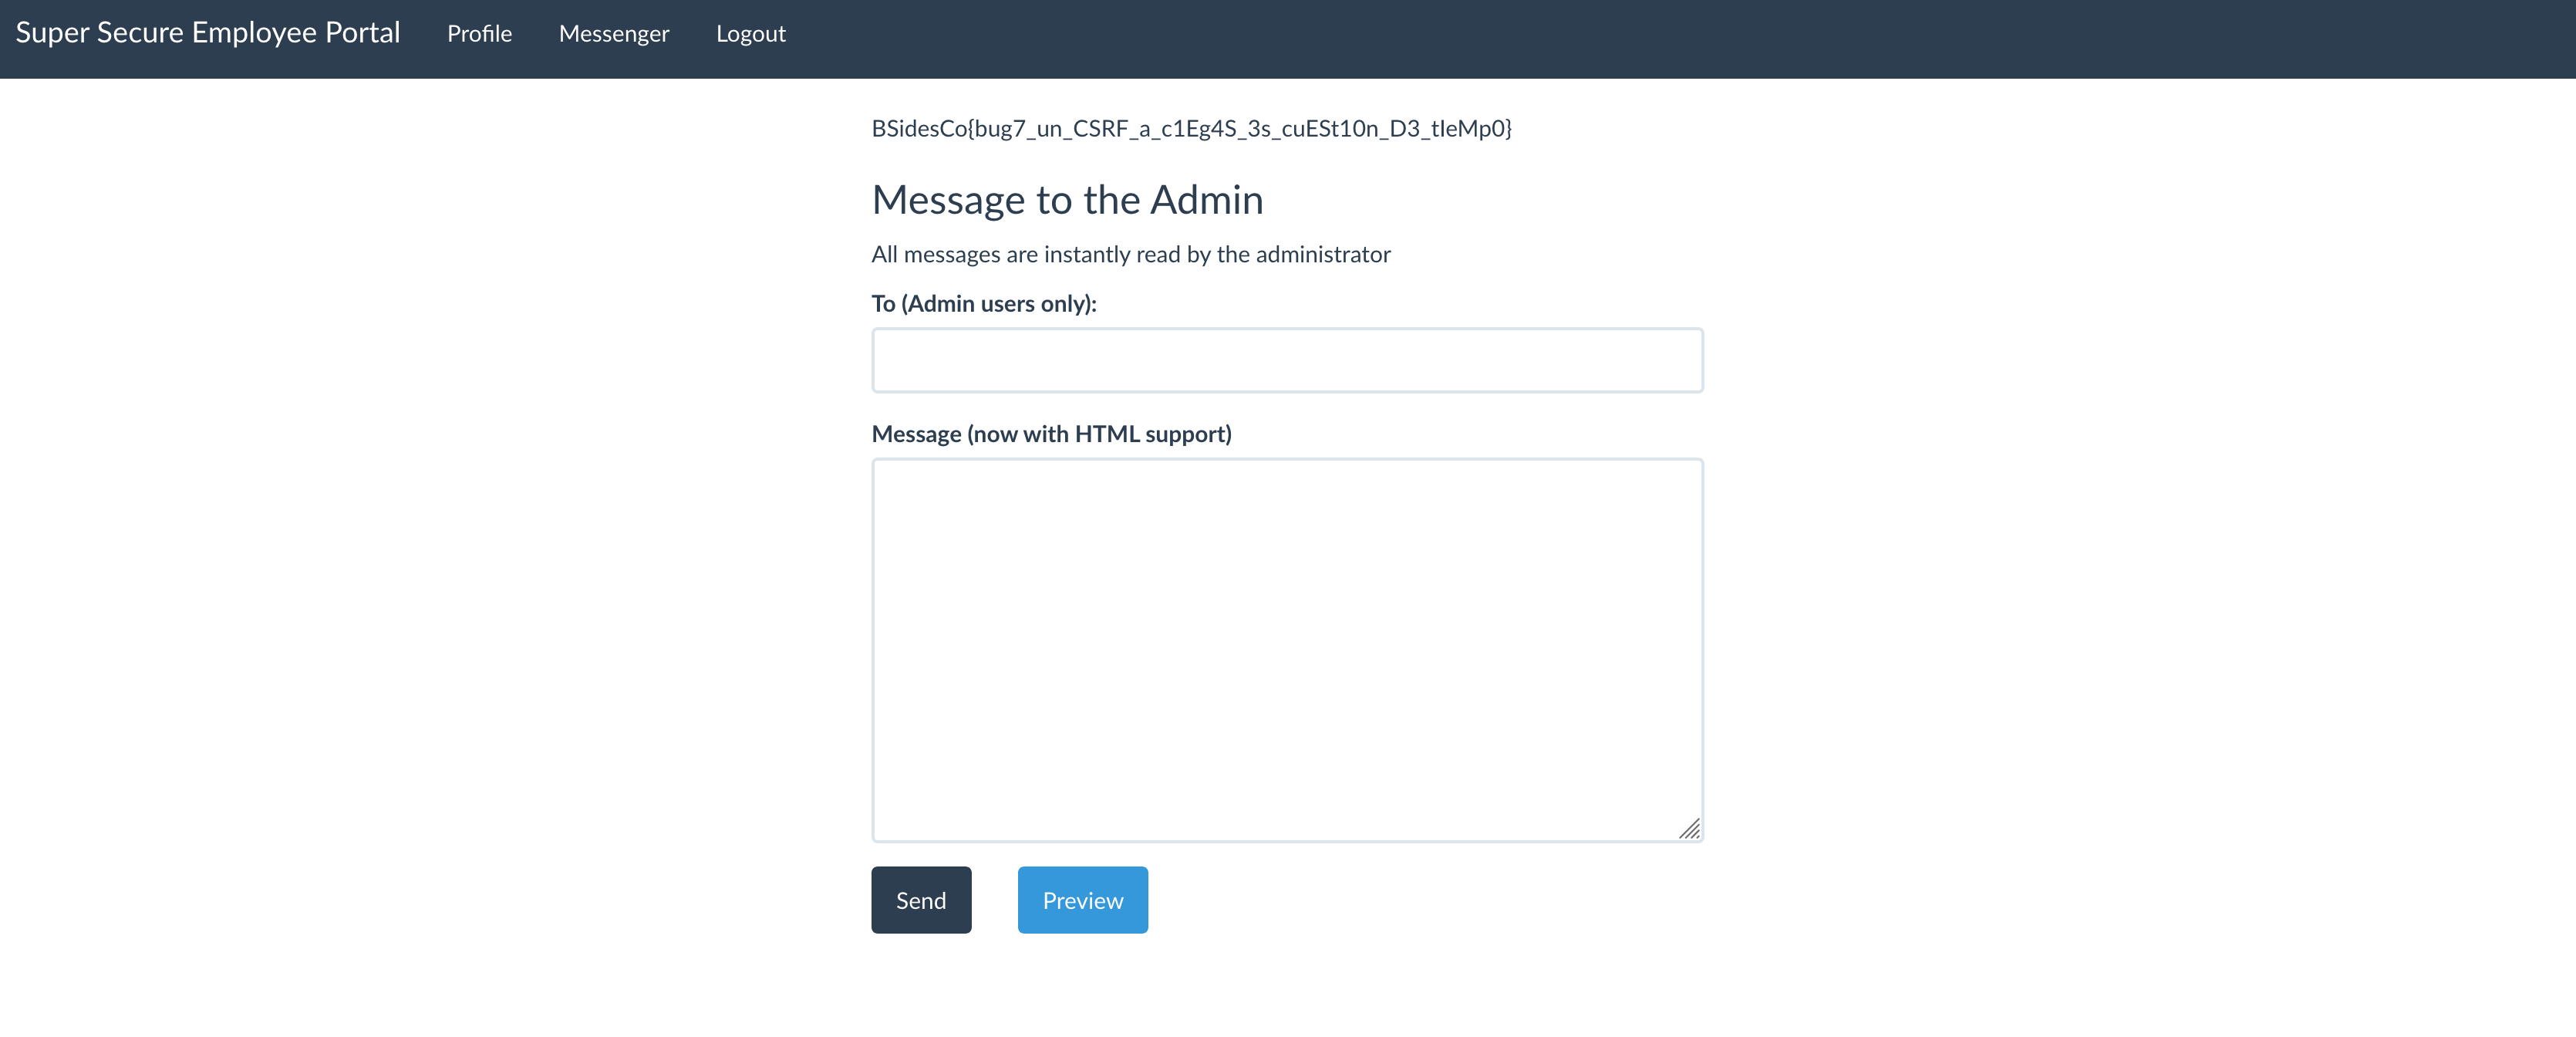 Super Secure Employee Portal Profile Messenger Logout
BSidesCo{bug7_un_CSRF_a_c1Eg4S_3s_cuESt10n_D3_tIeMp0}
Message to the Admin
All messages are instantly read by the administrator
To (Admin users only):
Message (now with HTML support)
Send Preview